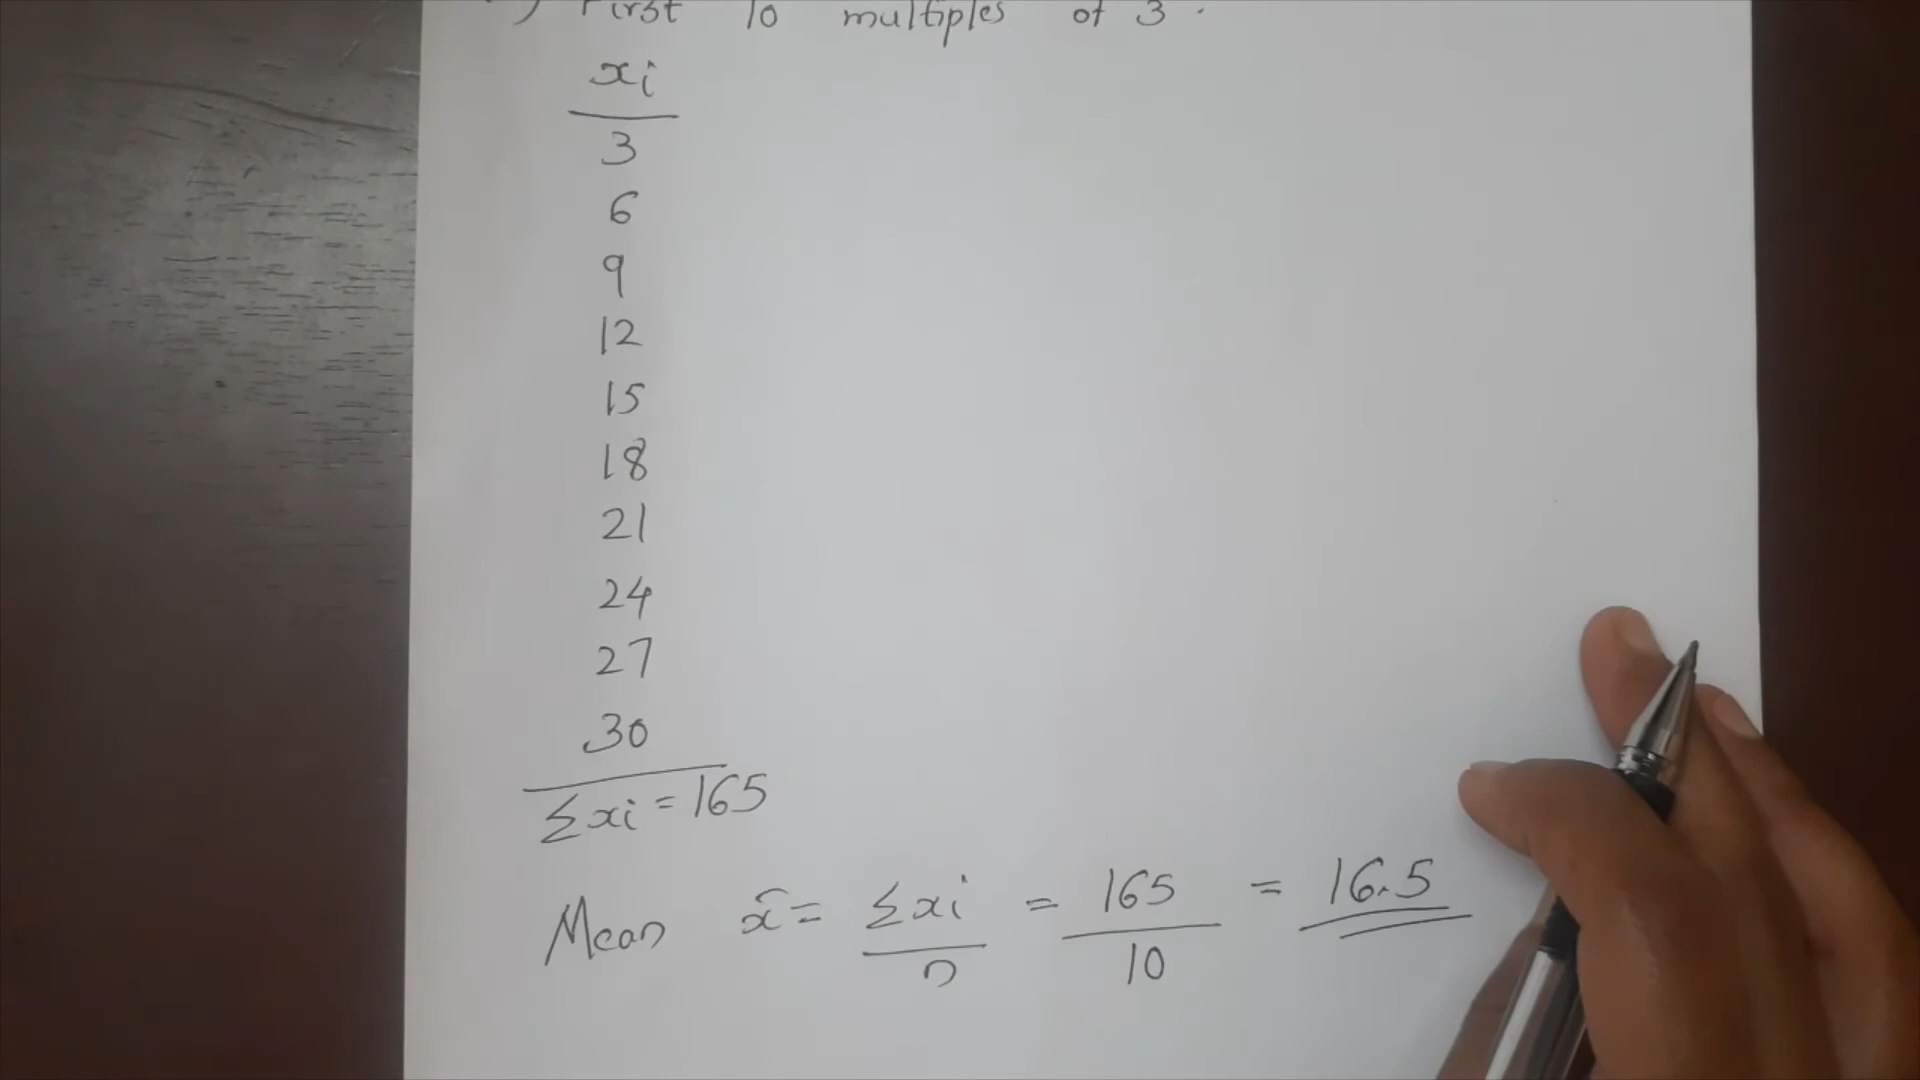 ) First 10 multiples of 3.
xi
3
6
9
12
15
18
21
24
27
30
Σxi = 165
Mean x̄ = Σxi/n = 165/10 = 16.5